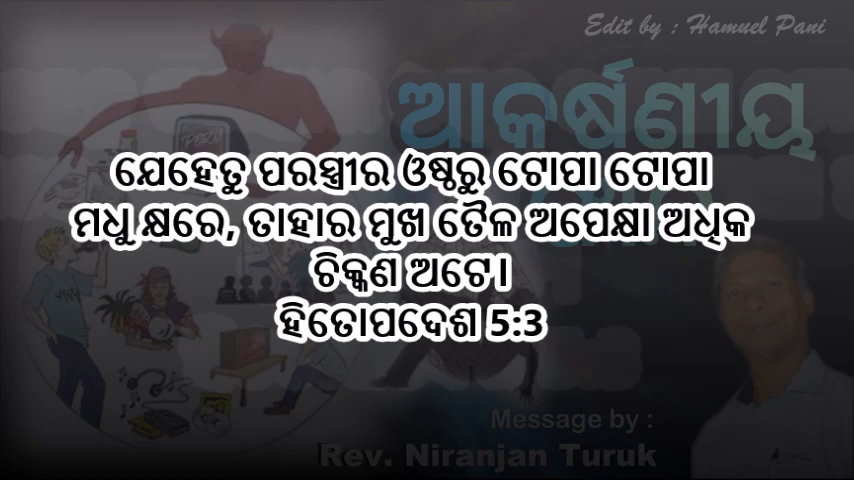 Edit by : Hamuel Pani
ଆକର୍ଷଣୀୟ
ଯେହେତୁ ପରସ୍ତ୍ରୀର ଓଷ୍ଠରୁ ଟୋପା ଟୋପା
ମଧୁ କ୍ଷରେ, ତାହାର ମୁଖ ତୈଳ ଅପେକ୍ଷା ଅଧିକ
ଚିକ୍କଣ ଅଟେ।
ହିତୋପଦେଶ 5:3
Message by :
Rev. Niranjan Turuk